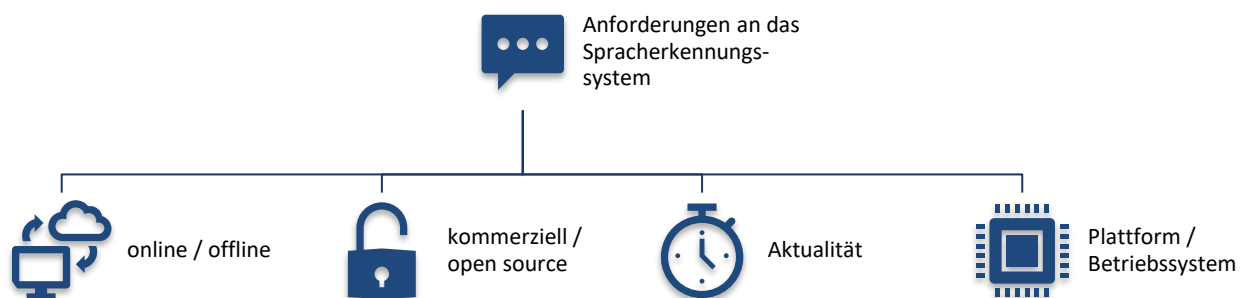 Anforderungen an das
Spracherkennungs-
system
online / offline
kommerziell /
open source
Aktualität
Plattform /
Betriebssystem